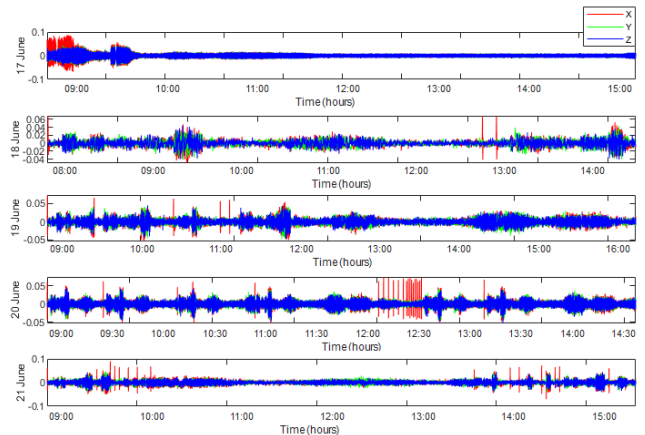 X
Y
Z
0.1
0
-0.1
17 June
09:00 10:00 11:00 12:00 13:00 14:00 15:00
Time (hours)
0.06
0.04
0.02
0
-0.02
-0.04
18 June
08:00 09:00 10:00 11:00 12:00 13:00 14:00
Time (hours)
0.05
0
-0.05
19 June
09:00 10:00 11:00 12:00 13:00 14:00 15:00 16:00
Time (hours)
0.05
0
-0.05
20 June
09:00 09:30 10:00 10:30 11:00 11:30 12:00 12:30 13:00 13:30 14:00 14:30
Time (hours)
0.1
0
-0.1
21 June
09:00 10:00 11:00 12:00 13:00 14:00 15:00
Time (hours)